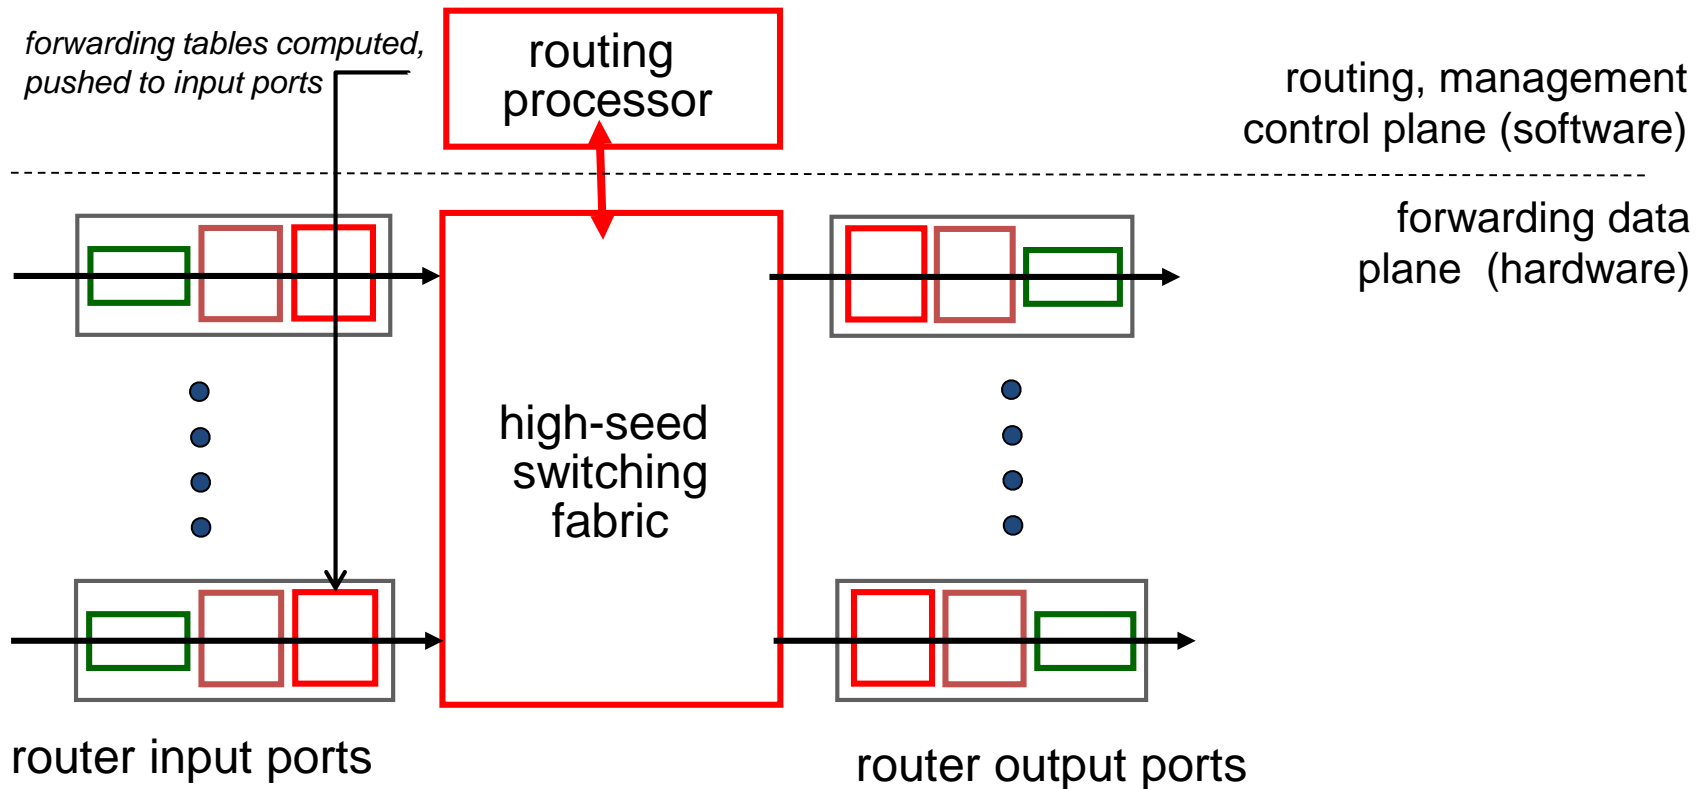 forwarding tables computed,
pushed to input ports
routing
processor
routing, management
control plane (software)
forwarding data
plane (hardware)
high-seed
switching
fabric
router input ports
router output ports